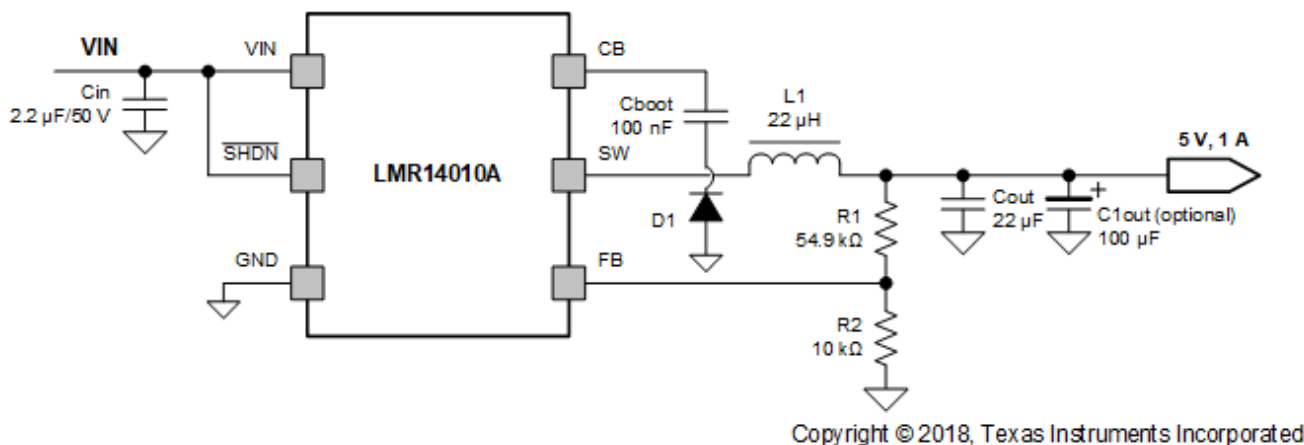 VIN
VIN
CB
Cin
2.2 µF/50 V
Cboot
100 nF
L1
22 µH
SHDN
LMR14010A
SW
5 V, 1 A
D1
R1
54.9 kΩ
Cout
22 µF
+
C1out (optional)
100 µF
GND
FB
R2
10 kΩ
Copyright © 2018, Texas Instruments Incorporated